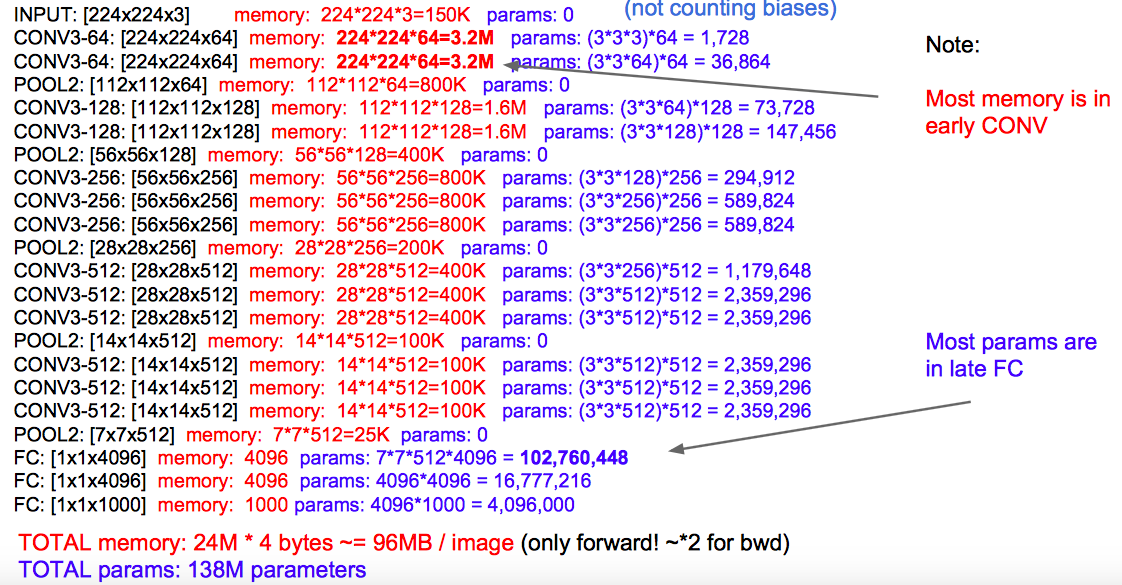 (not counting biases)
INPUT: [224x224x3] memory: 224*224*3=150K params: 0
CONV3-64: [224x224x64] memory: 224*224*64=3.2M params: (3*3*3)*64 = 1,728
CONV3-64: [224x224x64] memory: 224*224*64=3.2M params: (3*3*64)*64 = 36,864
POOL2: [112x112x64] memory: 112*112*64=800K params: 0
CONV3-128: [112x112x128] memory: 112*112*128=1.6M params: (3*3*64)*128 = 73,728
CONV3-128: [112x112x128] memory: 112*112*128=1.6M params: (3*3*128)*128 = 147,456
POOL2: [56x56x128] memory: 56*56*128=400K params: 0
CONV3-256: [56x56x256] memory: 56*56*256=800K params: (3*3*128)*256 = 294,912
CONV3-256: [56x56x256] memory: 56*56*256=800K params: (3*3*256)*256 = 589,824
CONV3-256: [56x56x256] memory: 56*56*256=800K params: (3*3*256)*256 = 589,824
POOL2: [28x28x256] memory: 28*28*256=200K params: 0
CONV3-512: [28x28x512] memory: 28*28*512=400K params: (3*3*256)*512 = 1,179,648
CONV3-512: [28x28x512] memory: 28*28*512=400K params: (3*3*512)*512 = 2,359,296
CONV3-512: [28x28x512] memory: 28*28*512=400K params: (3*3*512)*512 = 2,359,296
POOL2: [14x14x512] memory: 14*14*512=100K params: 0
CONV3-512: [14x14x512] memory: 14*14*512=100K params: (3*3*512)*512 = 2,359,296
CONV3-512: [14x14x512] memory: 14*14*512=100K params: (3*3*512)*512 = 2,359,296
CONV3-512: [14x14x512] memory: 14*14*512=100K params: (3*3*512)*512 = 2,359,296
POOL2: [7x7x512] memory: 7*7*512=25K params: 0
FC: [1x1x4096] memory: 4096 params: 7*7*512*4096 = 102,760,448
FC: [1x1x4096] memory: 4096 params: 4096*4096 = 16,777,216
FC: [1x1x1000] memory: 1000 params: 4096*1000 = 4,096,000
TOTAL memory: 24M * 4 bytes ~= 96MB / image (only forward! ~*2 for bwd)
TOTAL params: 138M parameters
Note:
Most memory is in
early CONV
Most params are
in late FC